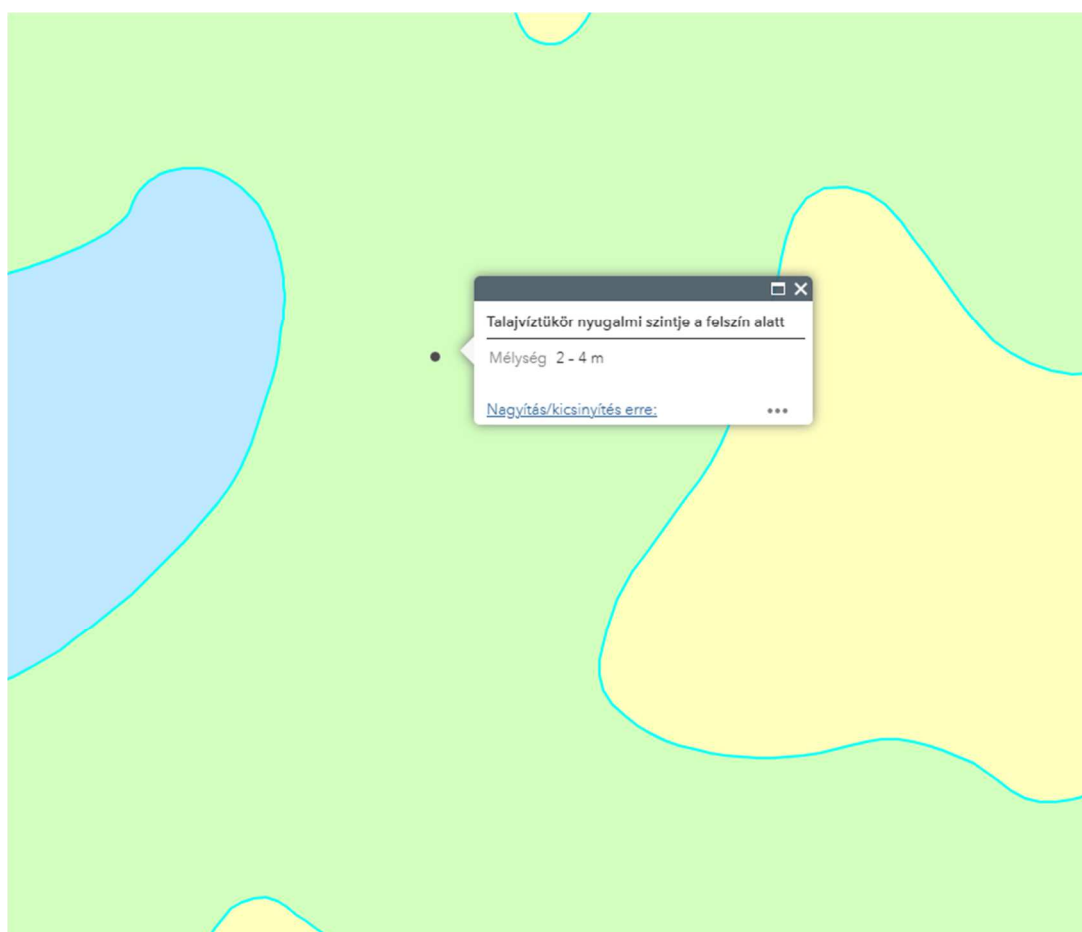 Talajvíztükör nyugalmi szintje a felszín alatt
Mélység 2 - 4 m
Nagyítás/kicsinyítés erre: